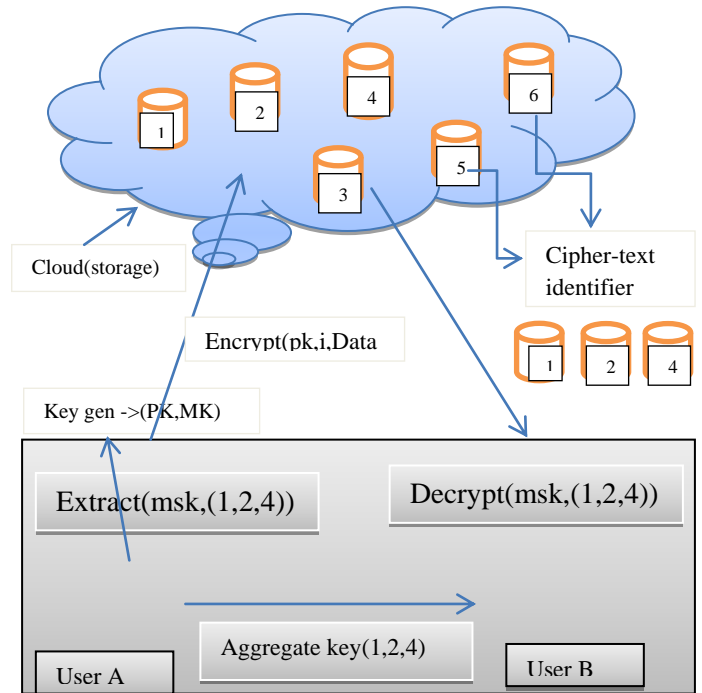 1
2
4
6
3
5
Cloud(storage)
Cipher-text
identifier
Encrypt(pk,i,Data
1
2
4
Key gen ->(PK,MK)
Extract(msk,(1,2,4))
Decrypt(msk,(1,2,4))
Aggregate key(1,2,4)
User A
User B